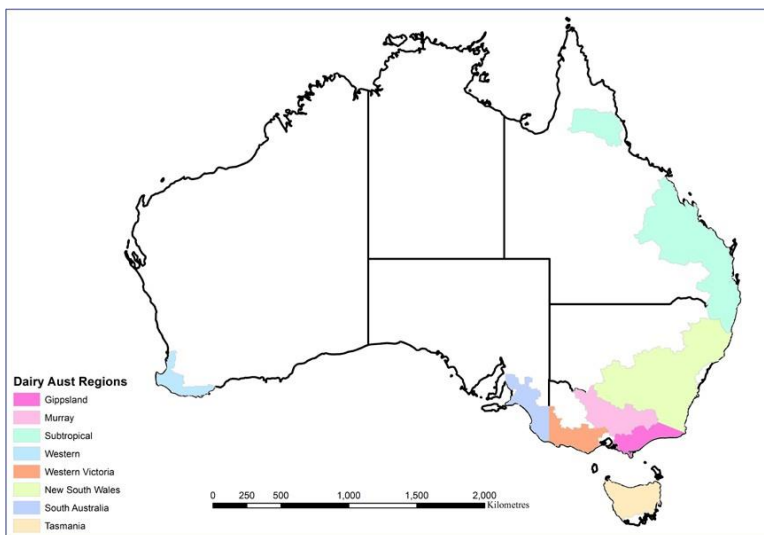 Dairy Aust Regions
Gippsland
Murray
Subtropical
Western
Western Victoria
New South Wales
South Australia
Tasmania
0 250 500 1,000 1,500 2,000
Kilometres